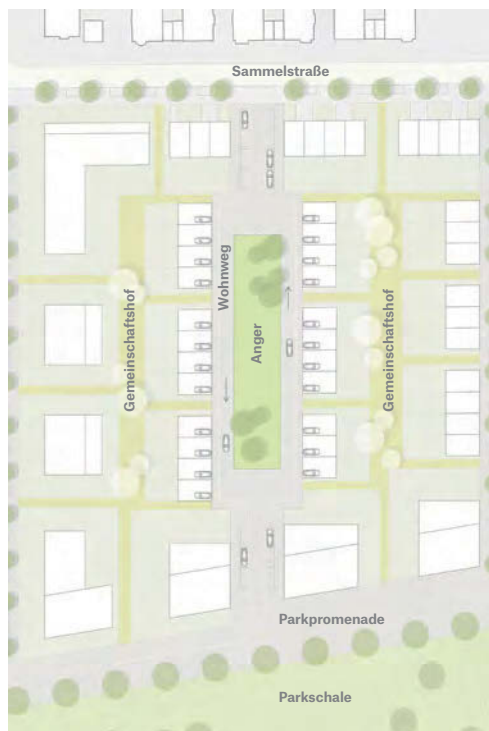 Sammelstraße
Wohnweg
Gemeinschaftshof
Anger
Gemeinschaftshof
Parkpromenade
Parkschale